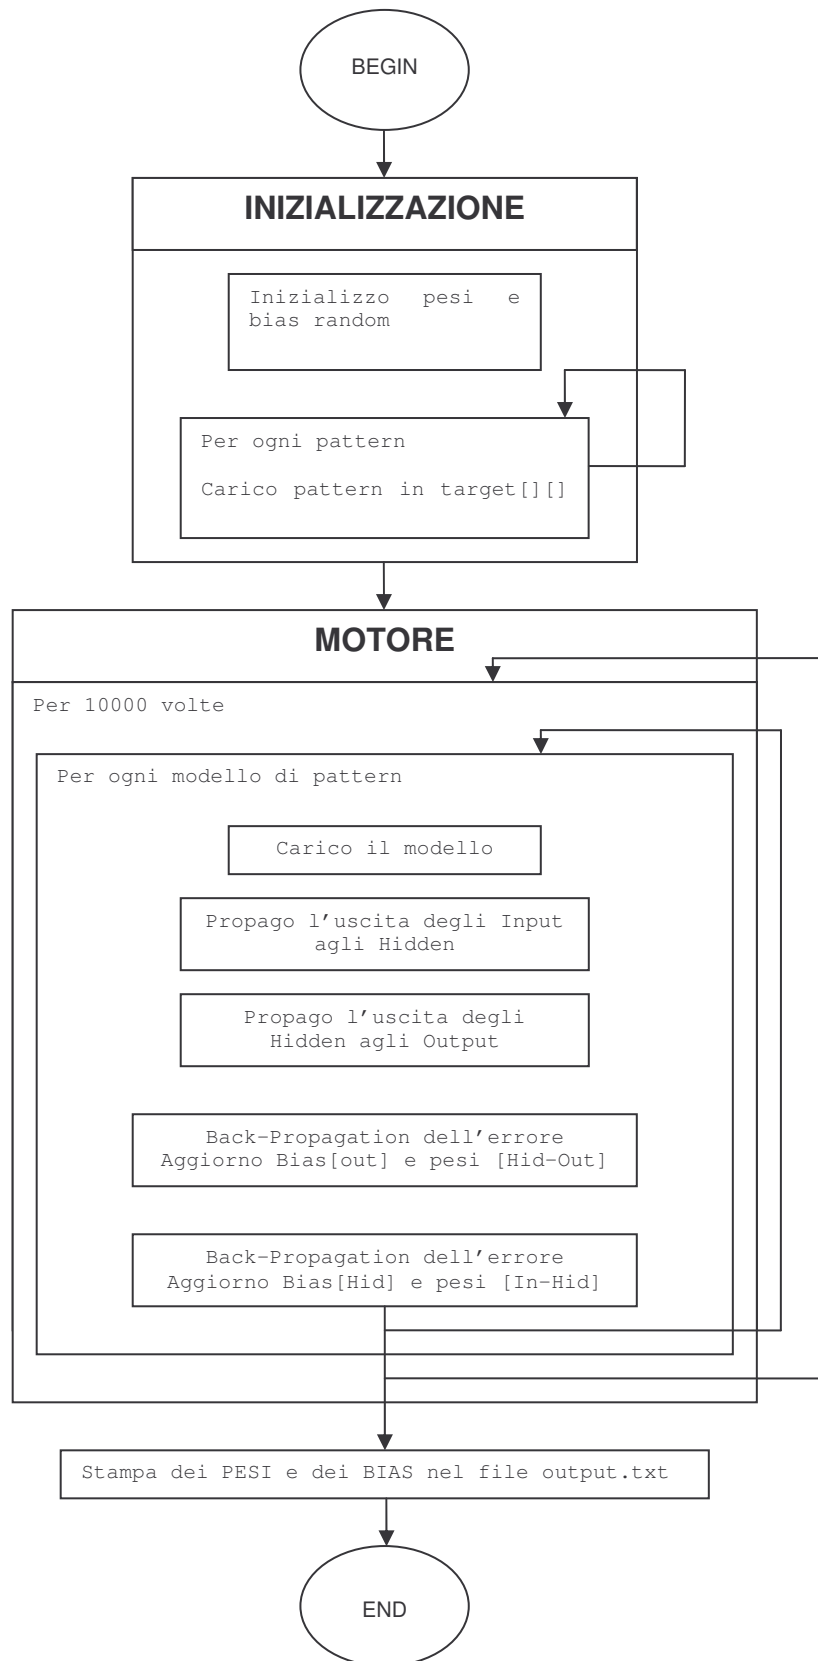 BEGIN
INIZIALIZZAZIONE
Inizializzo pesi e
bias random
Per ogni pattern
Carico pattern in target[][]
MOTORE
Per 10000 volte
Per ogni modello di pattern
Carico il modello
Propago l'uscita degli Input
agli Hidden
Propago l'uscita degli
Hidden agli Output
Back-Propagation dell'errore
Aggiorno Bias[out] e pesi [Hid-Out]
Back-Propagation dell'errore
Aggiorno Bias[Hid] e pesi [In-Hid]
Stampa dei PESI e dei BIAS nel file output.txt
END